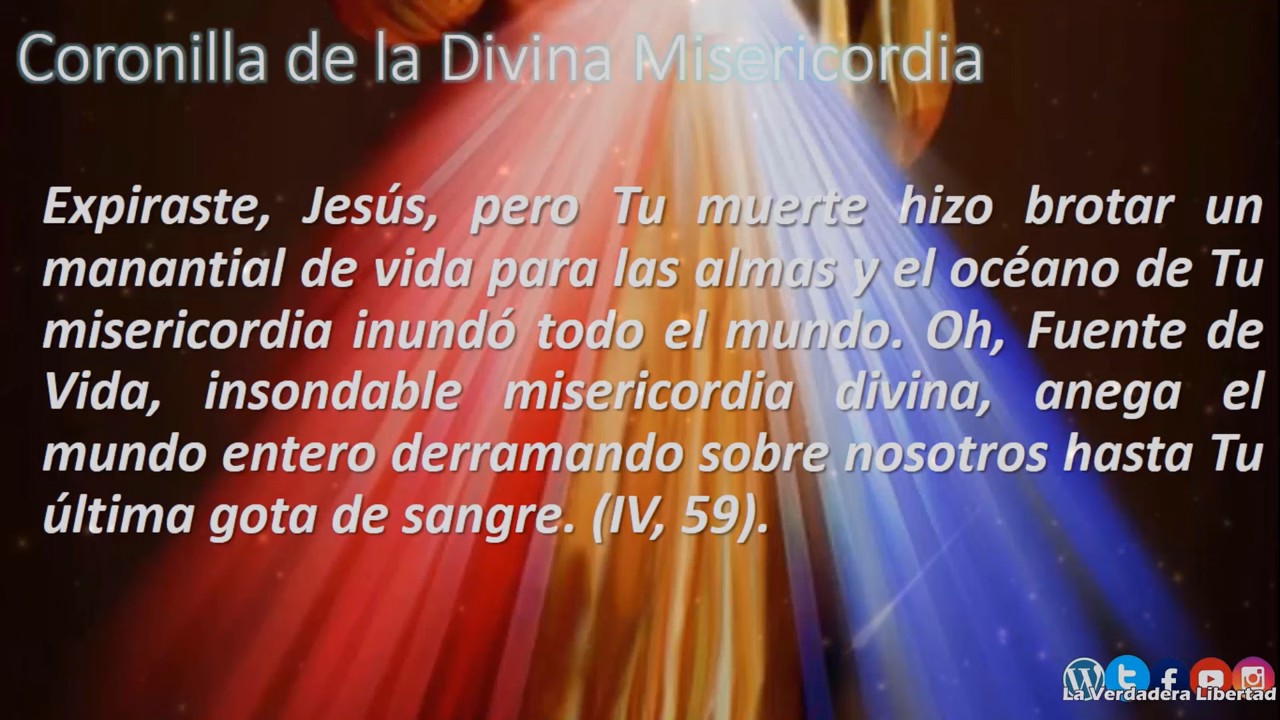 Coronilla de la Divina Misericordia
Expiraste, Jesús, pero Tu muerte hizo brotar un
manantial de vida para las almas y el océano de Tu
misericordia inundó todo el mundo. Oh, Fuente de
Vida, insondable misericordia divina, anega el
mundo entero derramando sobre nosotros hasta Tu
última gota de sangre. (IV, 59).
La Verdadera Libertad